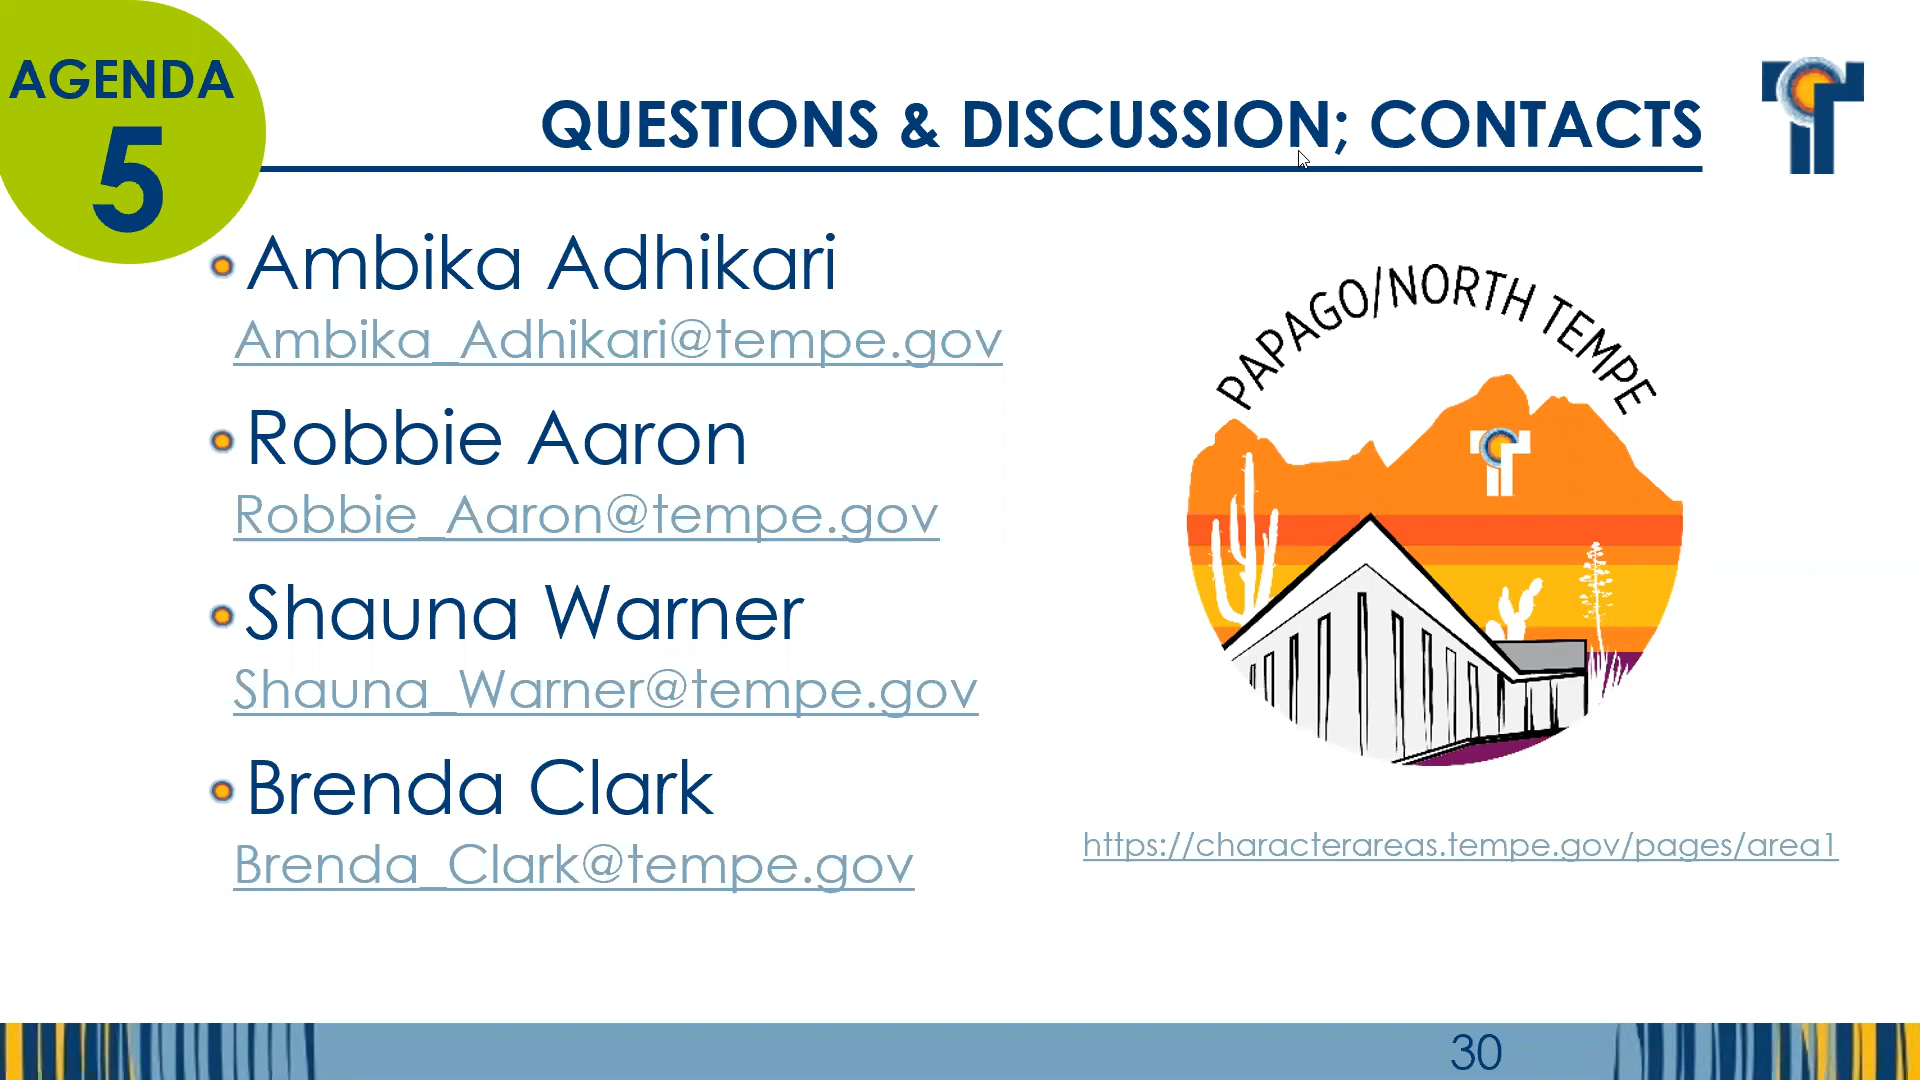 AGENDA
5
QUESTIONS & DISCUSSION; CONTACTS
Ambika Adhikari
Ambika_Adhikari@tempe.gov
Robbie Aaron
Robbie_Aaron@tempe.gov
Shauna Warner
Shauna_Warner@tempe.gov
Brenda Clark
Brenda_Clark@tempe.gov
PAPAGO/NORTH TEMPE
https://characterareas.tempe.gov/pages/area1
30